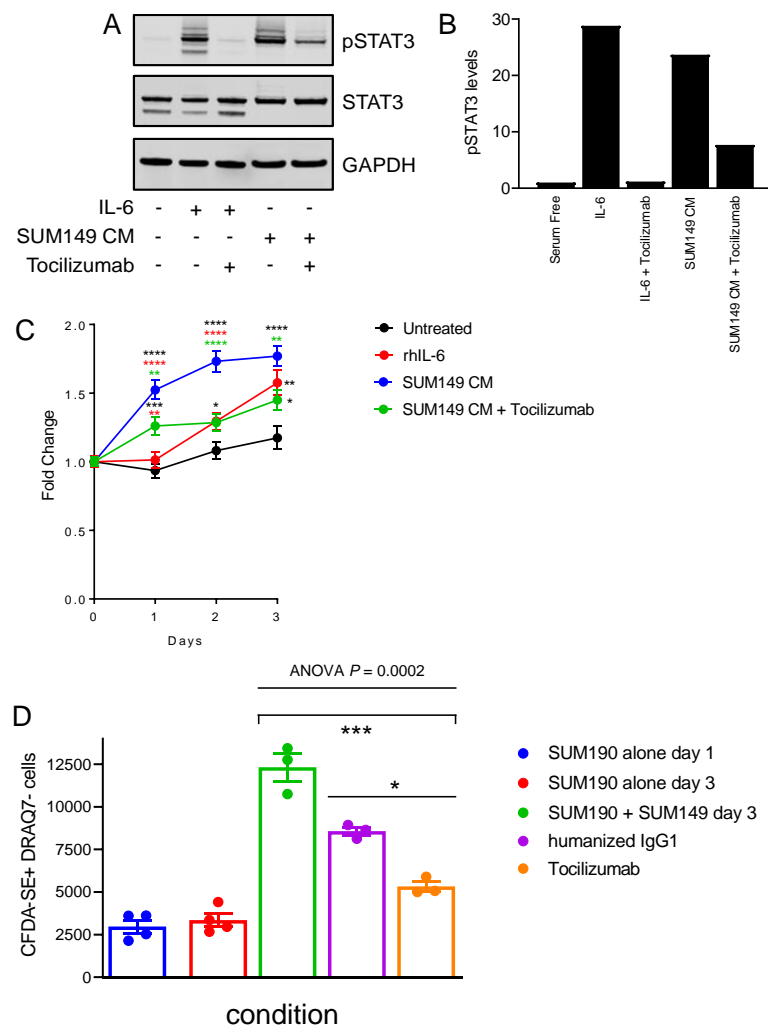 A
pSTAT3
STAT3
GAPDH
IL-6 - + + - -
SUM149 CM - - - + +
Tocilizumab - - + - +
B
pSTAT3 levels
30
20
10
0
Serum Free
IL-6
IL-6 + Tocilizumab
SUM149 CM
SUM149 CM + Tocilizumab
C
Fold Change
2.0
1.5
1.0
0.5
0.0
0 1 2 3
Days
****
****
**
***
**
****
****
****
*
****
**
**
*
Untreated
rhIL-6
SUM149 CM
SUM149 CM + Tocilizumab
D
ANOVA P = 0.0002
***
*
CFDA-SE+ DRAQ7- cells
12500
10000
7500
5000
2500
0
condition
SUM190 alone day 1
SUM190 alone day 3
SUM190 + SUM149 day 3
humanized IgG1
Tocilizumab